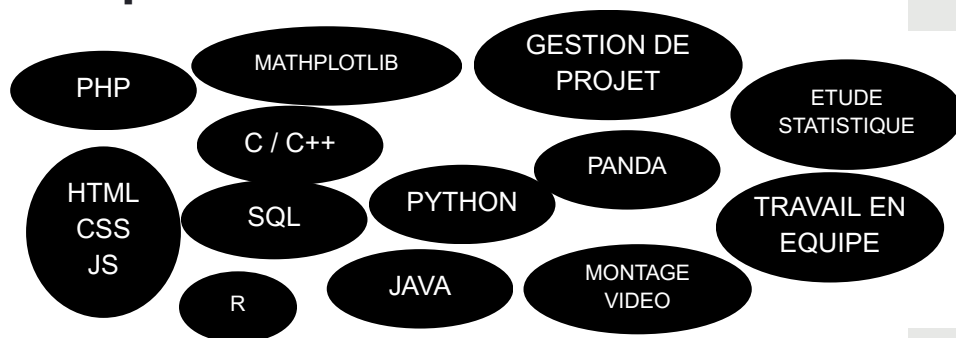 PHP
MATHPLOTLIB
GESTION DE
PROJET
ETUDE
STATISTIQUE
C / C++
PANDA
HTML
CSS
JS
SQL
PYTHON
TRAVAIL EN
EQUIPE
R
JAVA
MONTAGE
VIDEO